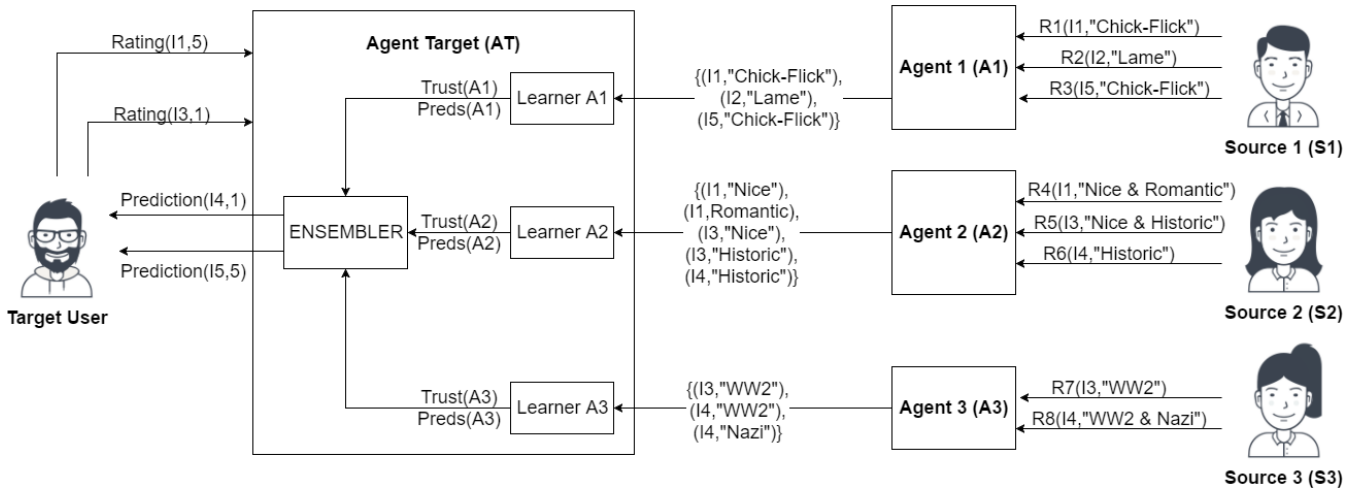 Rating(I1,5)
Rating(I3,1)
Prediction(I4,1)
Prediction(I5,5)
Target User
Agent Target (AT)
Trust(A1)
Preds(A1)
Learner A1
ENSEMBLER
Trust(A2)
Preds(A2)
Learner A2
Trust(A3)
Preds(A3)
Learner A3
{(I1,"Chick-Flick"),
(I2,"Lame"),
(I5,"Chick-Flick")}
Agent 1 (A1)
R1(I1,"Chick-Flick")
R2(I2,"Lame")
R3(I5,"Chick-Flick")
Source 1 (S1)
{(I1,"Nice"),
(I1,Romantic),
(I3,"Nice"),
(I3,"Historic"),
(I4,"Historic")}
Agent 2 (A2)
R4(I1,"Nice & Romantic")
R5(I3,"Nice & Historic")
R6(I4,"Historic")
Source 2 (S2)
{(I3,"WW2"),
(I4,"WW2"),
(I4,"Nazi")}
Agent 3 (A3)
R7(I3,"WW2")
R8(I4,"WW2 & Nazi")
Source 3 (S3)